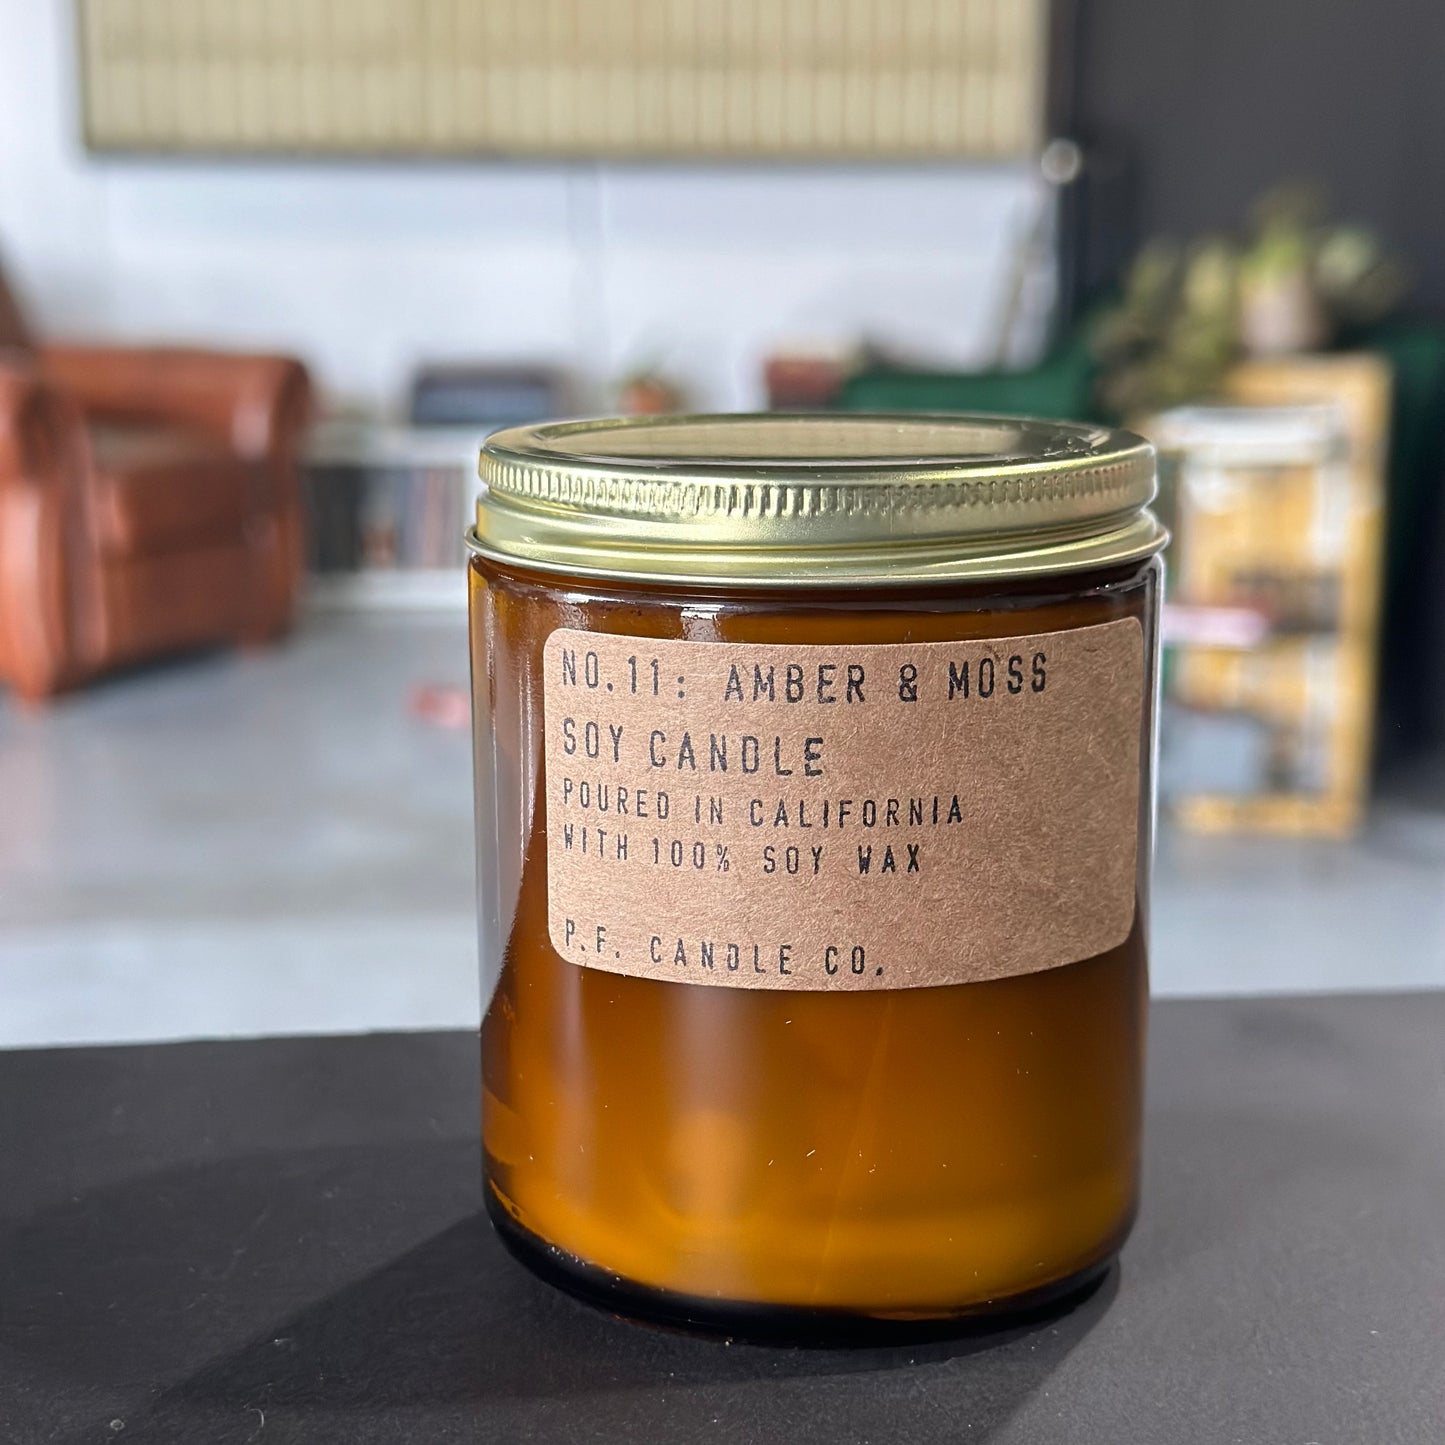 NO.11: AMBER & MOSS
SOY CANDLE
POURED IN CALIFORNIA
WITH 100% SOY WAX
P.F. CANDLE CO.